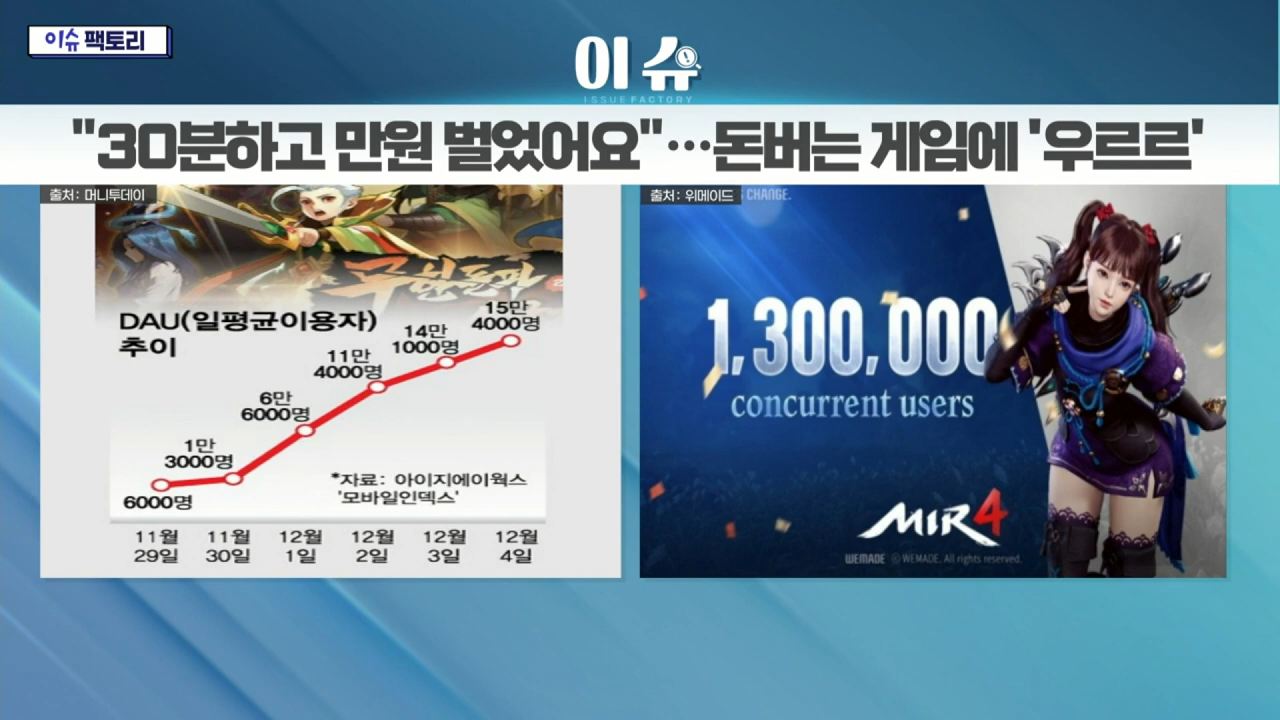 이슈 팩토리
이슈
ISSUE FACTORY
"30분하고 만원 벌었어요"…돈버는 게임에 '우르르'
출처: 머니투데이
무한돌파
DAU(일평균이용자)
추이
6000명
1만
3000명
6만
6000명
11만
4000명
14만
1000명
15만
4000명
*자료: 아이지에이웍스
'모바일인덱스'
11월 11월 12월 12월 12월 12월
29일 30일 1일 2일 3일 4일
출처: 위메이드
CHANGE.
1,300,000
concurrent users
MIR4
WEMADE ⓒ WEMADE. All rights reserved.